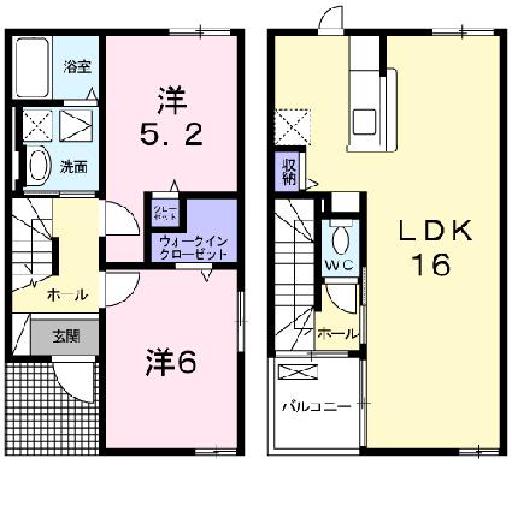 浴室
洋
5.2
洗面
クローゼット
ウォークイン
クローゼット
ホール
玄関
洋6
収納
LDK
16
WC
ホール
バルコニー